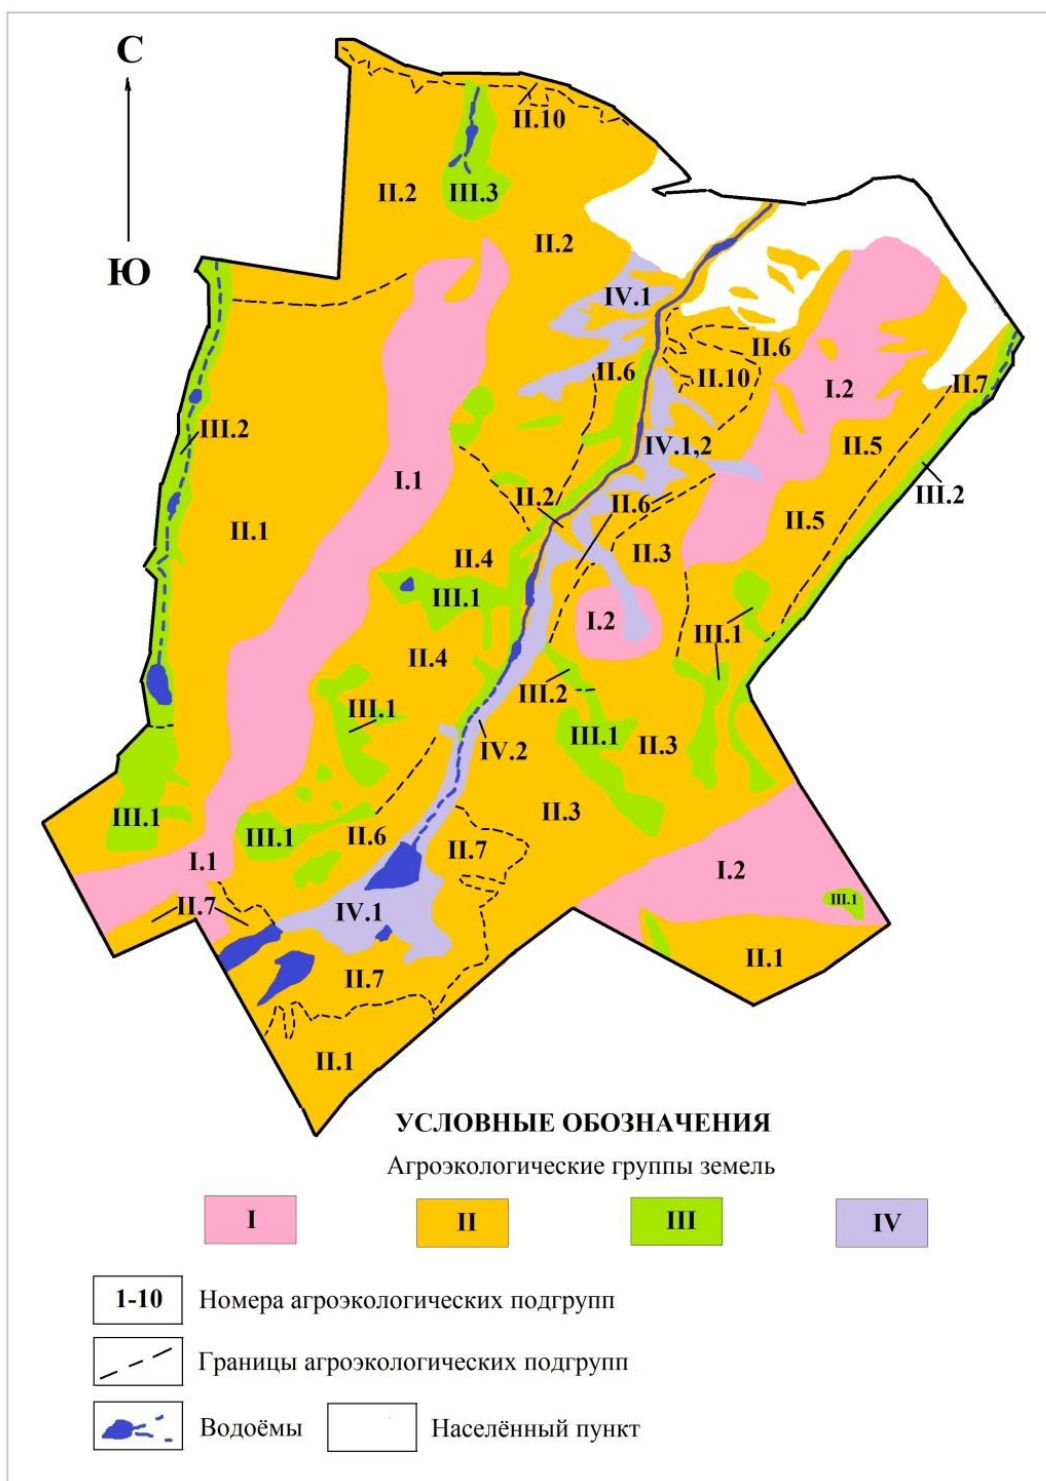 С
Ю
II.10
II.2
III.3
II.2
IV.1
II.6
II.6
II.10
II.7
I.2
III.2
IV.1,2
II.5
I.1
III.2
II.2
II.6
II.5
II.1
II.3
II.4
III.1
I.2
III.1
II.4
III.2
III.1
III.1
II.3
IV.2
II.3
III.1
III.1
II.6
II.7
I.1
I.2
II.7
IV.1
III.1
II.1
II.7
II.1
УСЛОВНЫЕ ОБОЗНАЧЕНИЯ
Агроэкологические группы земель
I
II
III
IV
1-10 Номера агроэкологических подгрупп
Границы агроэкологических подгрупп
Водоёмы Населённый пункт